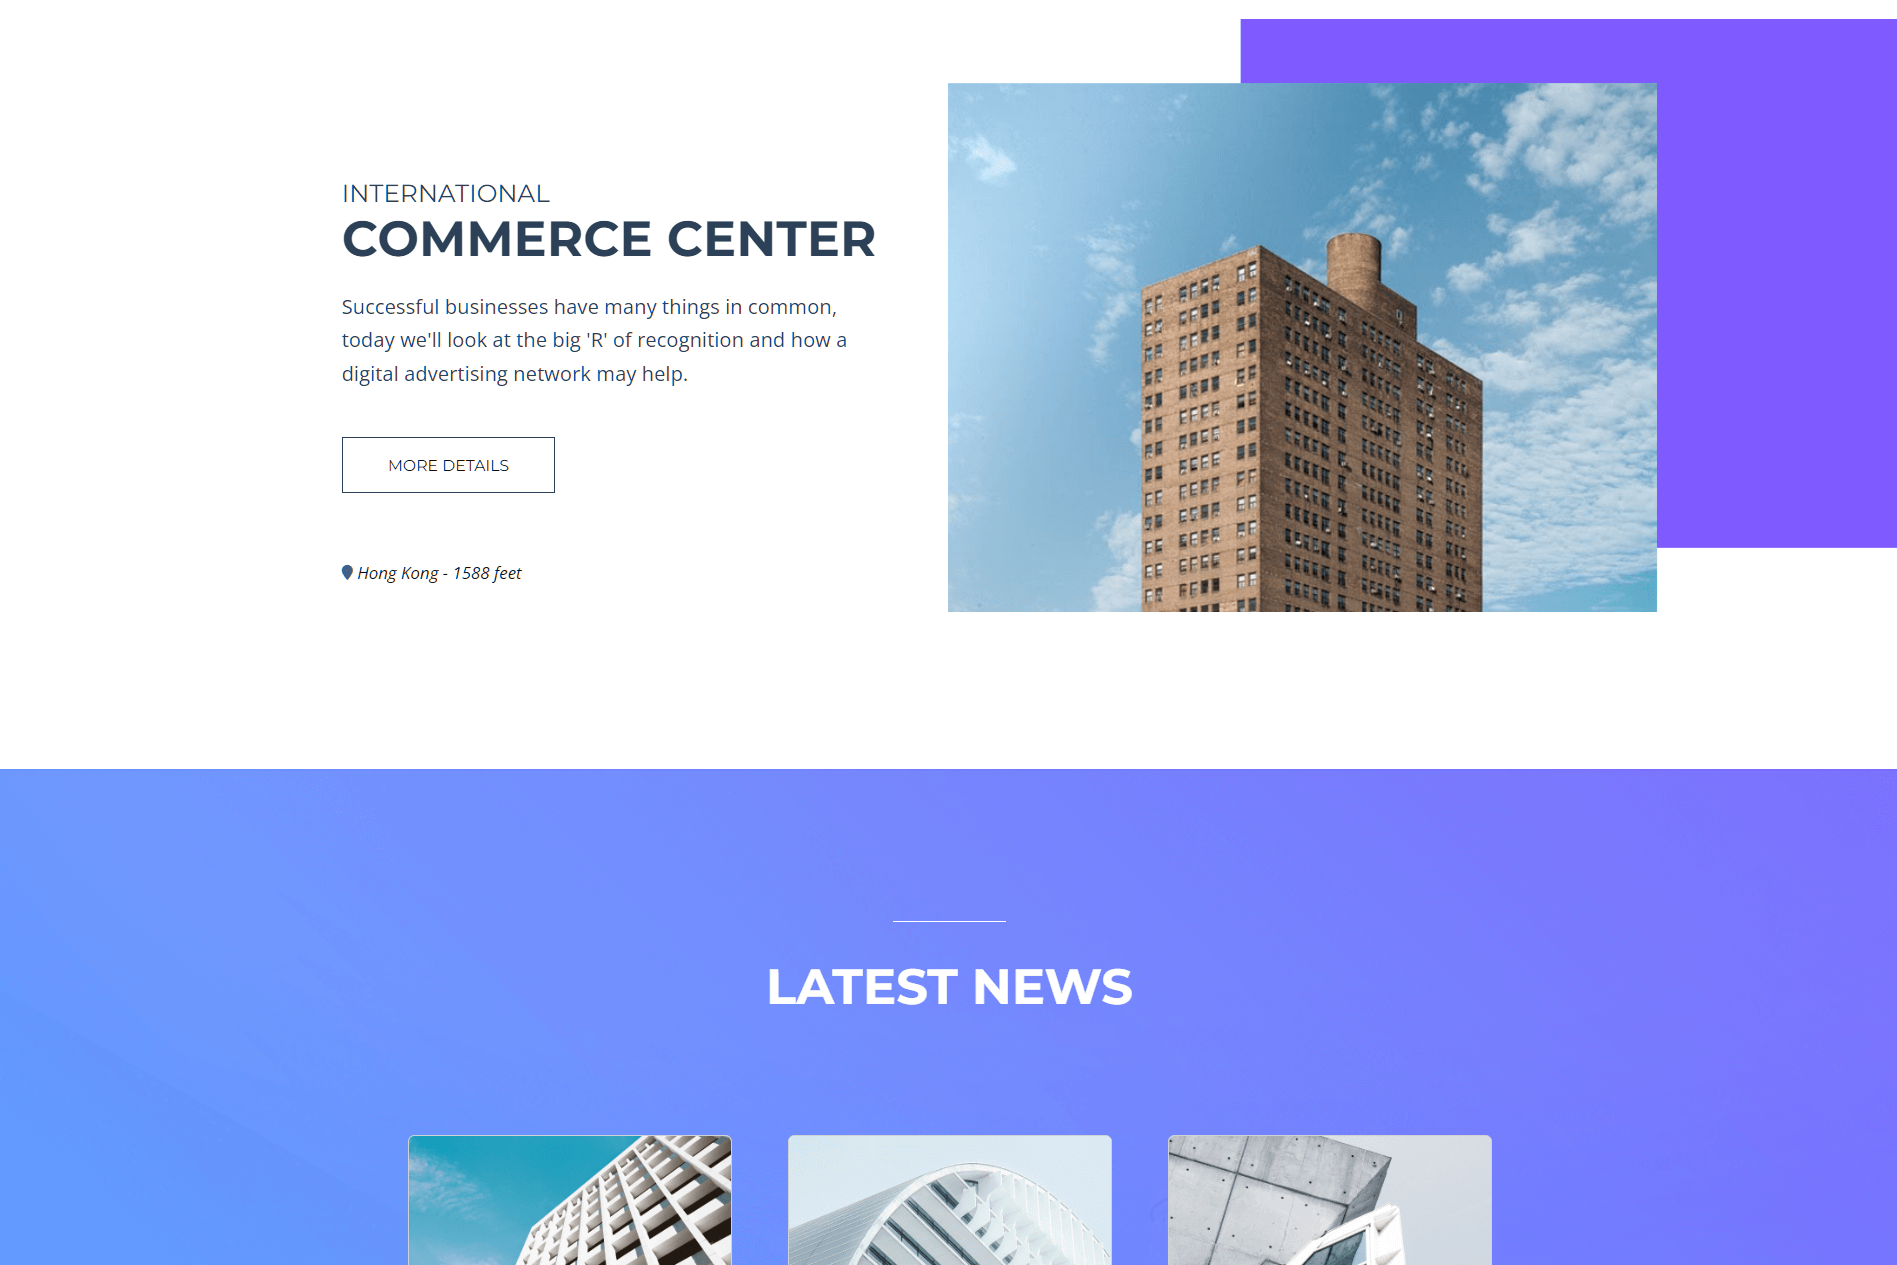 INTERNATIONAL
COMMERCE CENTER
Successful businesses have many things in common,
today we'll look at the big 'R' of recognition and how a
digital advertising network may help.
MORE DETAILS
Hong Kong - 1588 feet
LATEST NEWS